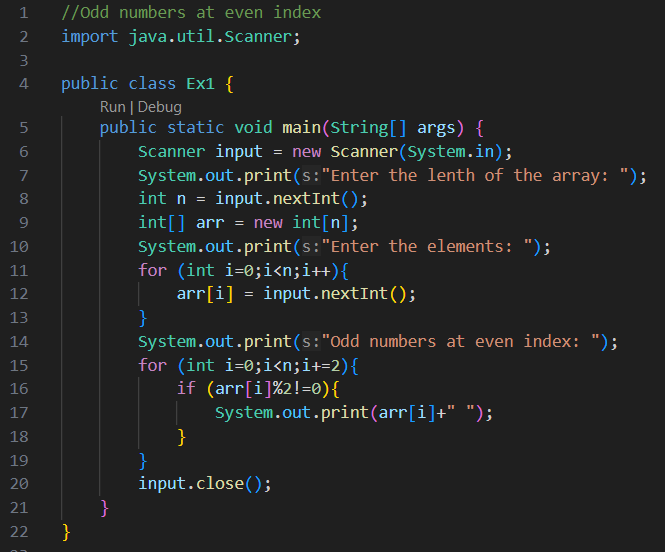 1 //Odd numbers at even index
2 import java.util.Scanner;
3
4 public class Ex1 {
Run | Debug
5 public static void main(String[] args) {
6 Scanner input = new Scanner(System.in);
7 System.out.print(s:"Enter the lenth of the array: ");
8 int n = input.nextInt();
9 int[] arr = new int[n];
10 System.out.print(s:"Enter the elements: ");
11 for (int i=0;i<n;i++){
12 arr[i] = input.nextInt();
13 }
14 System.out.print(s:"Odd numbers at even index: ");
15 for (int i=0;i<n;i+=2){
16 if (arr[i]%2!=0){
17 System.out.print(arr[i]+" ");
18 }
19 }
20 input.close();
21 }
22 }